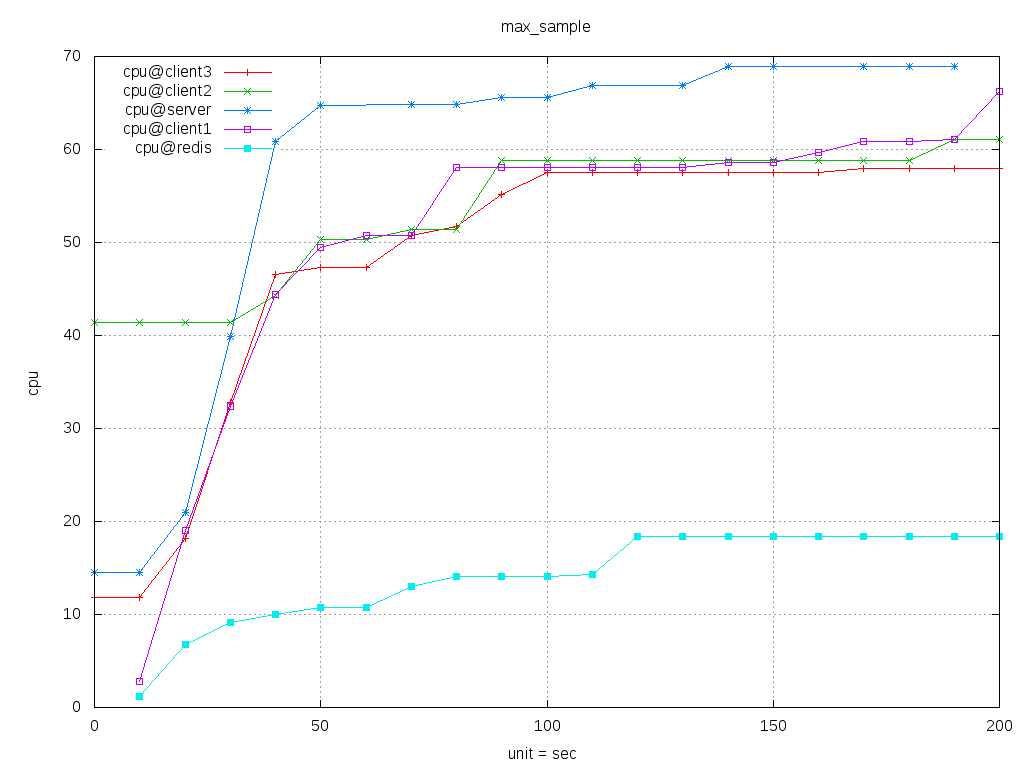 max_sample
cpu
70
60
50
40
30
20
10
0
cpu@client3
cpu@client2
cpu@server
cpu@client1
cpu@redis
0 50 100 150 200
unit = sec